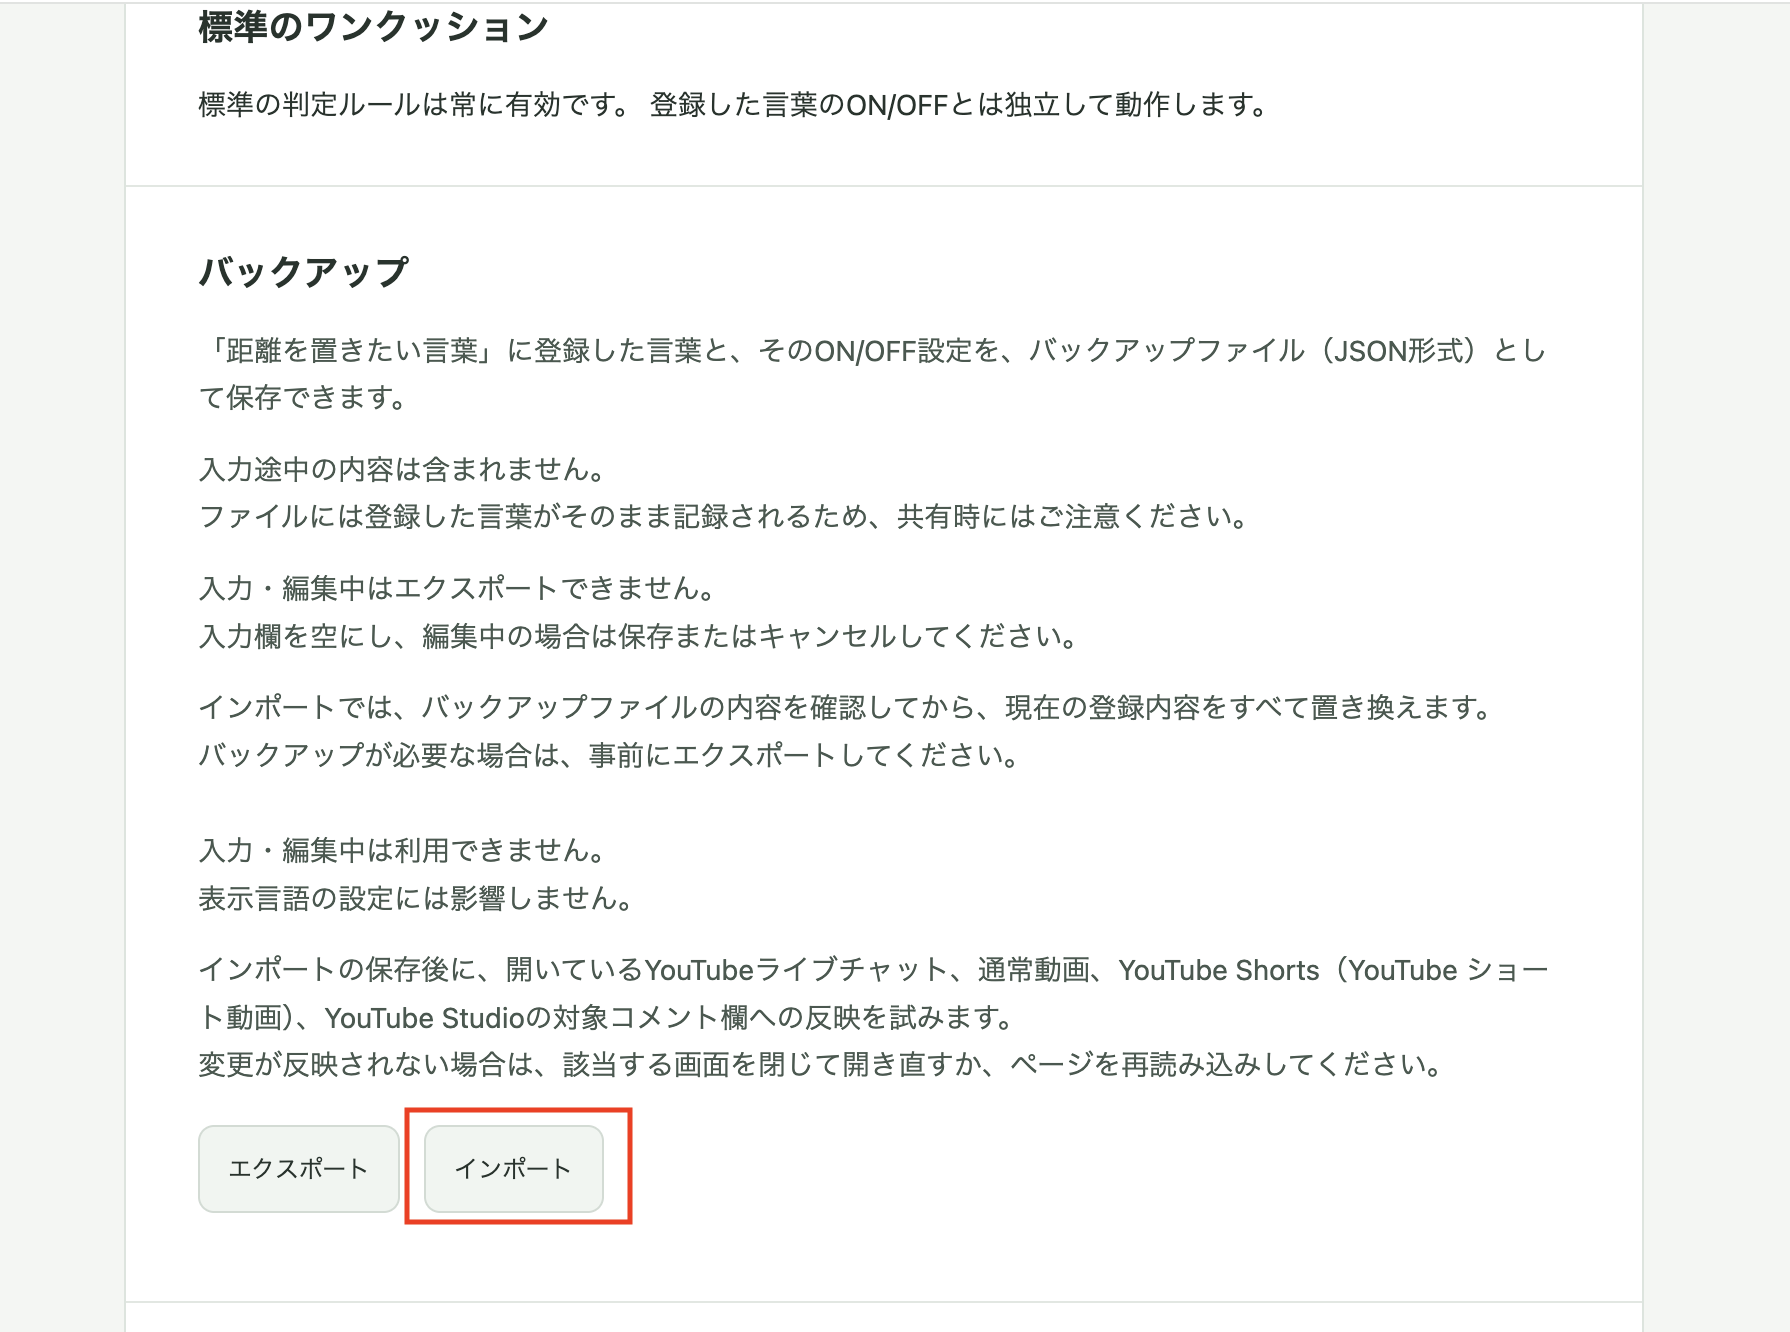 標準のワンクッション
標準の判定ルールは常に有効です。 登録した言葉のON/OFFとは独立して動作します。
バックアップ
「距離を置きたい言葉」に登録した言葉と、そのON/OFF設定を、バックアップファイル（JSON形式）とし
て保存できます。
入力途中の内容は含まれません。
ファイルには登録した言葉がそのまま記録されるため、共有時にはご注意ください。
入力・編集中はエクスポートできません。
入力欄を空にし、編集中の場合は保存またはキャンセルしてください。
インポートでは、バックアップファイルの内容を確認してから、現在の登録内容をすべて置き換えます。
バックアップが必要な場合は、事前にエクスポートしてください。
入力・編集中は利用できません。
表示言語の設定には影響しません。
インポートの保存後に、開いているYouTubeライブチャット、通常動画、YouTube Shorts（YouTube ショー
ト動画）、YouTube Studioの対象コメント欄への反映を試みます。
変更が反映されない場合は、該当する画面を閉じて開き直すか、ページを再読み込みしてください。
エクスポート
インポート